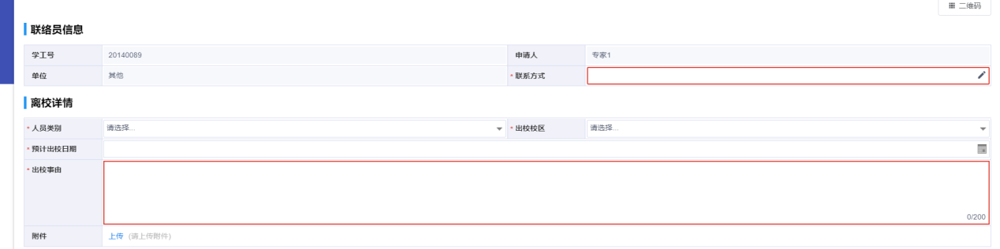 二维码
联络员信息
学工号 20140089 申请人 专家1
单位 其他 * 联系方式
离校详情
* 人员类别 请选择... * 出校校区 请选择...
* 预计出校日期
* 出校事由
0/200
附件 上传 (请上传附件)